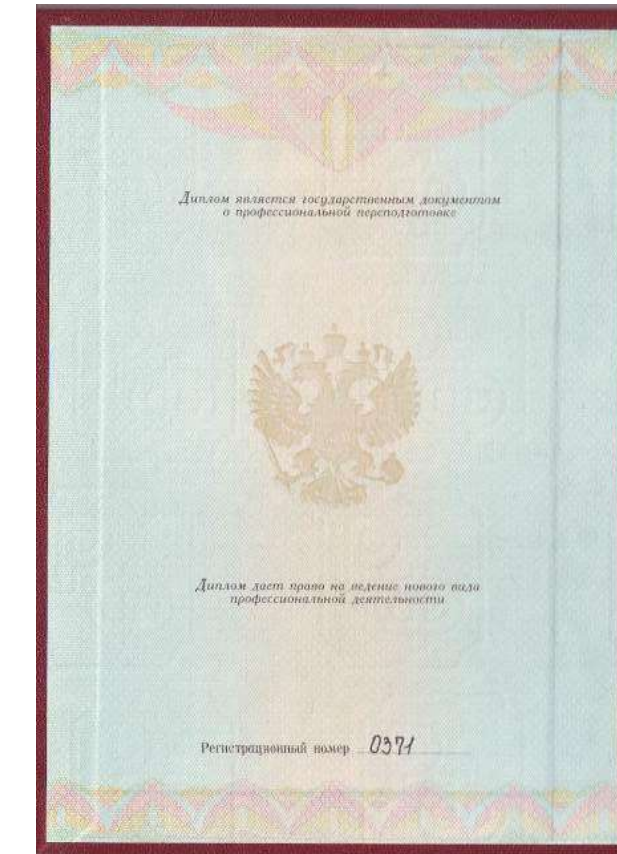 Диплом является государственным документом
о профессиональной переподготовке
Диплом дает право на ведение нового вида
профессиональной деятельности
Регистрационный номер 0371